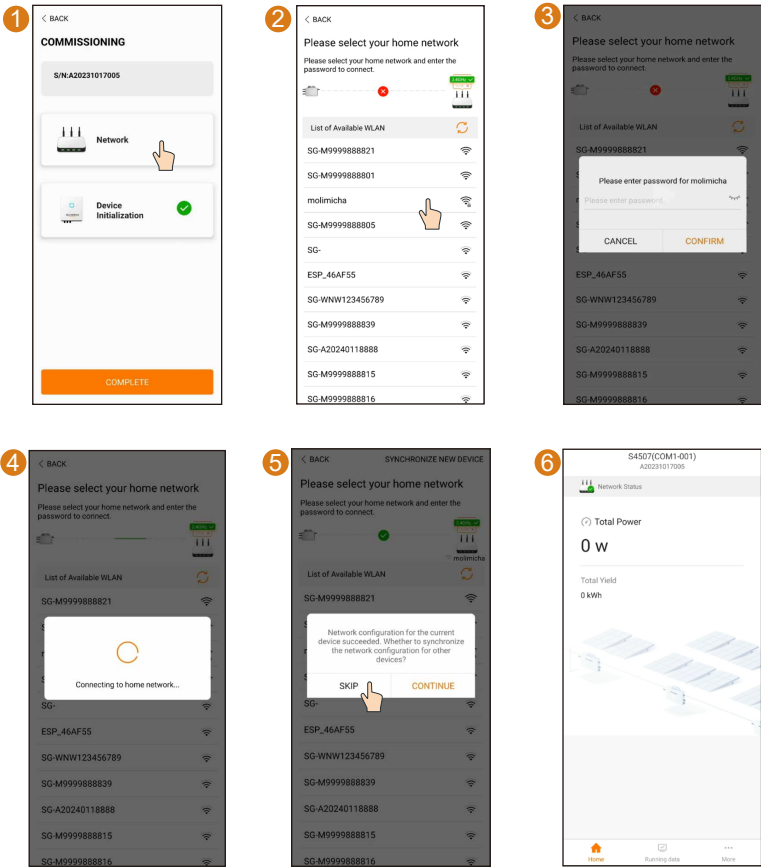 1
< BACK
COMMISSIONING
S/N:A20231017005
Network
Device
Initialization
COMPLETE
2
< BACK
Please select your home network
Please select your home network and enter the
password to connect.
2.4GHz
List of Available WLAN
SG-M9999888821
SG-M9999888801
molimicha
SG-M9999888805
SG-
ESP_46AF55
SG-WNW123456789
SG-M9999888839
SG-A20240118888
SG-M9999888815
SG-M9999888816
3
< BACK
Please select your home network
Please select your home network and enter the
password to connect.
2.4GHz
List of Available WLAN
SG-M9999888821
Please enter password for molimicha
Please enter password.
CANCEL CONFIRM
ESP_46AF55
SG-WNW123456789
SG-M9999888839
SG-A20240118888
SG-M9999888815
SG-M9999888816
4
< BACK
Please select your home network
Please select your home network and enter the
password to connect.
2.4GHz
List of Available WLAN
SG-M9999888821
Connecting to home network...
SG-
ESP_46AF55
SG-WNW123456789
SG-M9999888839
SG-A20240118888
SG-M9999888815
SG-M9999888816
5
< BACK SYNCHRONIZE NEW DEVICE
Please select your home network
Please select your home network and enter the
password to connect.
2.4GHz
molimicha
List of Available WLAN
SG-M9999888821
Network configuration for the current
device succeeded. Whether to synchronize
the network configuration for other
devices?
SKIP CONTINUE
SG-
ESP_46AF55
SG-WNW123456789
SG-M9999888839
SG-A20240118888
SG-M9999888815
SG-M9999888816
6
S4507(COM1-001)
A20231017005
Network Status
Total Power
0 w
Total Yield
0 kWh
Home Running data More